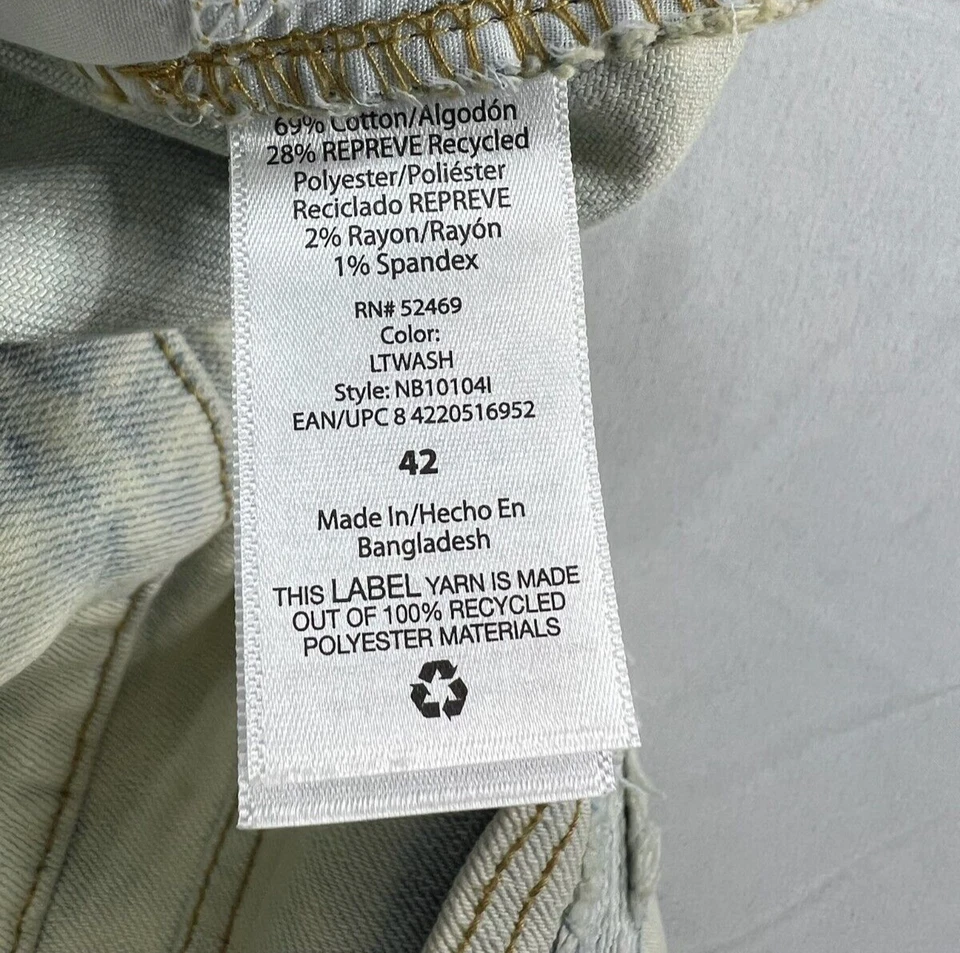 69% Cotton/Algodón
28% REPREVE Recycled
Polyester/Poliéster
Reciclado REPREVE
2% Rayon/Rayón
1% Spandex
RN# 52469
Color:
LTWASH
Style: NB10104I
EAN/UPC 8 4220516952
42
Made In/Hecho En
Bangladesh
THIS LABEL YARN IS MADE
OUT OF 100% RECYCLED
POLYESTER MATERIALS